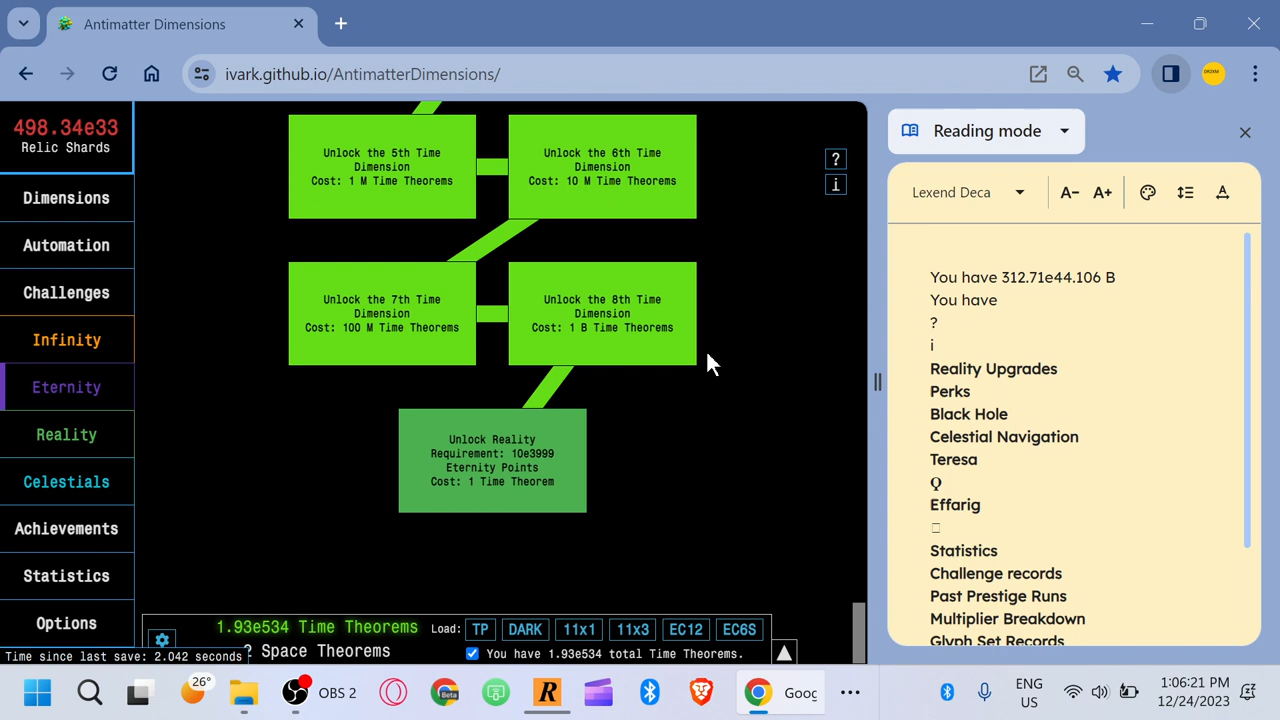 Antimatter Dimensions
ivark.github.io/AntimatterDimensions/
498.34e33
Relic Shards
Dimensions
Automation
Challenges
Infinity
Eternity
Reality
Celestials
Achievements
Statistics
Options
Time since last save: 2.042 seconds
Unlock the 5th Time
Dimension
Cost: 1 M Time Theorems
Unlock the 6th Time
Dimension
Cost: 10 M Time Theorems
Unlock the 7th Time
Dimension
Cost: 100 M Time Theorems
Unlock the 8th Time
Dimension
Cost: 1 B Time Theorems
Unlock Reality
Requirement: 10e3999
Eternity Points
Cost: 1 Time Theorem
?
i
1.93e534 Time Theorems
Load: TP DARK 11x1 11x3 EC12 EC6S
? Space Theorems
You have 1.93e534 total Time Theorems.
▲
Reading mode
Lexend Deca
A- A+ A
You have 312.71e44.106 B
You have
?
i
Reality Upgrades
Perks
Black Hole
Celestial Navigation
Teresa
Ϙ
Effarig
Statistics
Challenge records
Past Prestige Runs
Multiplier Breakdown
Glyph Set Records
26°
OBS 2
Beta
Goog
ENG
US
1:06:21 PM
12/24/2023